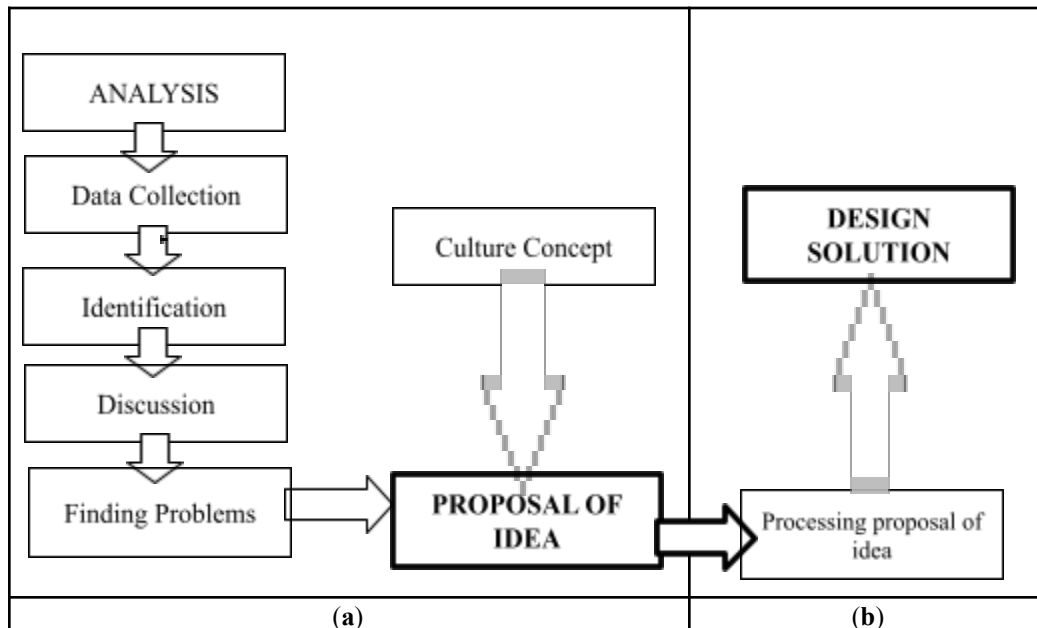 ANALYSIS
Data Collection
Identification
Discussion
Finding Problems
Culture Concept
PROPOSAL OF
IDEA
DESIGN
SOLUTION
Processing proposal of
idea
(a)
(b)